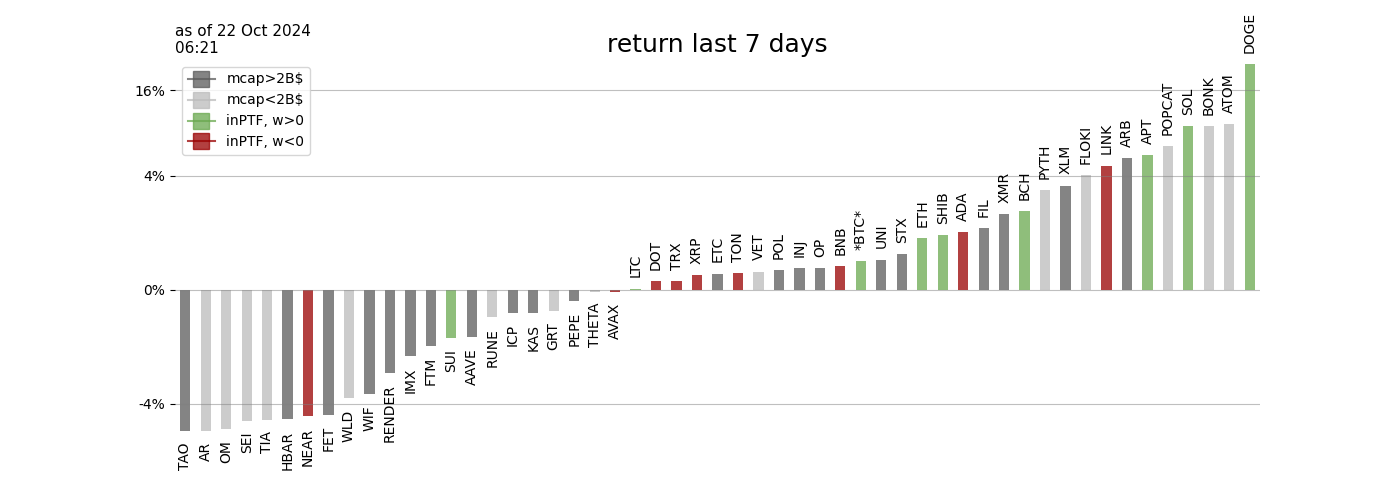 as of 22 Oct 2024
06:21
return last 7 days
mcap>2B$
mcap<2B$
inPTF, w>0
inPTF, w<0
16%
4%
0%
-4%
TAO
AR
OM
SEI
TIA
HBAR
NEAR
FET
WLD
WIF
RENDER
IMX
FTM
SUI
AAVE
RUNE
ICP
KAS
GRT
PEPE
THETA
AVAX
LTC
DOT
TRX
XRP
ETC
TON
VET
POL
INJ
OP
BNB
*BTC*
UNI
STX
ETH
SHIB
ADA
FIL
XMR
BCH
PYTH
XLM
FLOKI
LINK
ARB
APT
POPCAT
SOL
BONK
ATOM
DOGE